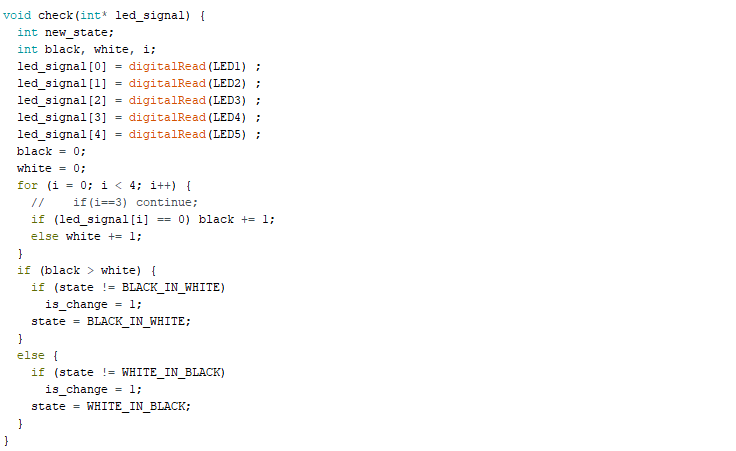 void check(int* led_signal) {
  int new_state;
  int black, white, i;
  led_signal[0] = digitalRead(LED1) ;
  led_signal[1] = digitalRead(LED2) ;
  led_signal[2] = digitalRead(LED3) ;
  led_signal[3] = digitalRead(LED4) ;
  led_signal[4] = digitalRead(LED5) ;
  black = 0;
  white = 0;
  for (i = 0; i < 4; i++) {
    //    if(i==3) continue;
    if (led_signal[i] == 0) black += 1;
    else white += 1;
  }
  if (black > white) {
    if (state != BLACK_IN_WHITE)
      is_change = 1;
    state = BLACK_IN_WHITE;
  }
  else {
    if (state != WHITE_IN_BLACK)
      is_change = 1;
    state = WHITE_IN_BLACK;
  }
}